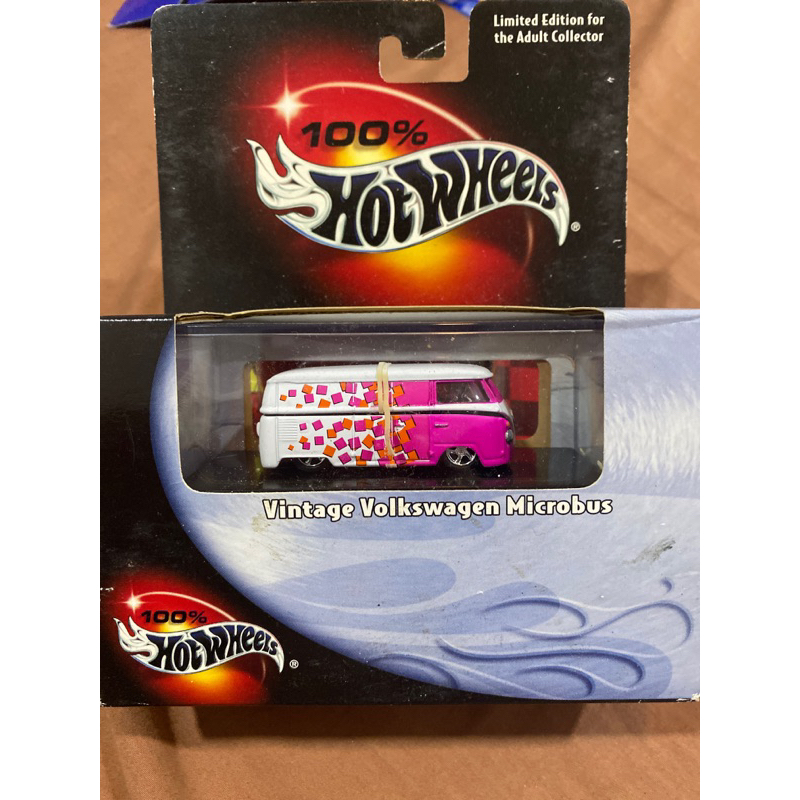 Limited Edition for
the Adult Collector
100%
HotWheels®
Vintage Volkswagen Microbus
100%
HotWheels®